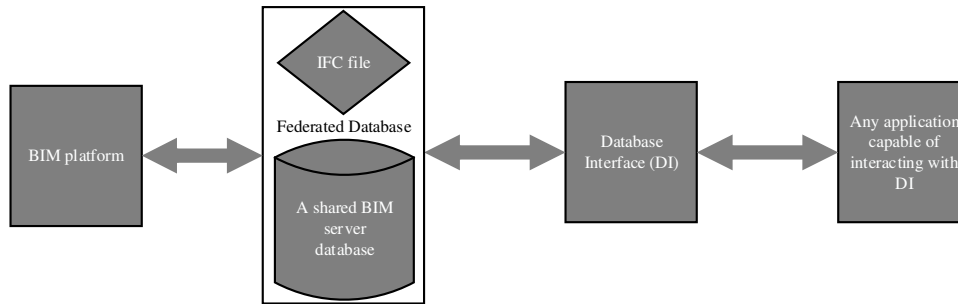 BIM platform
IFC file
Federated Database
A shared BIM
server
database
Database
Interface (DI)
Any application
capable of
interacting with
DI